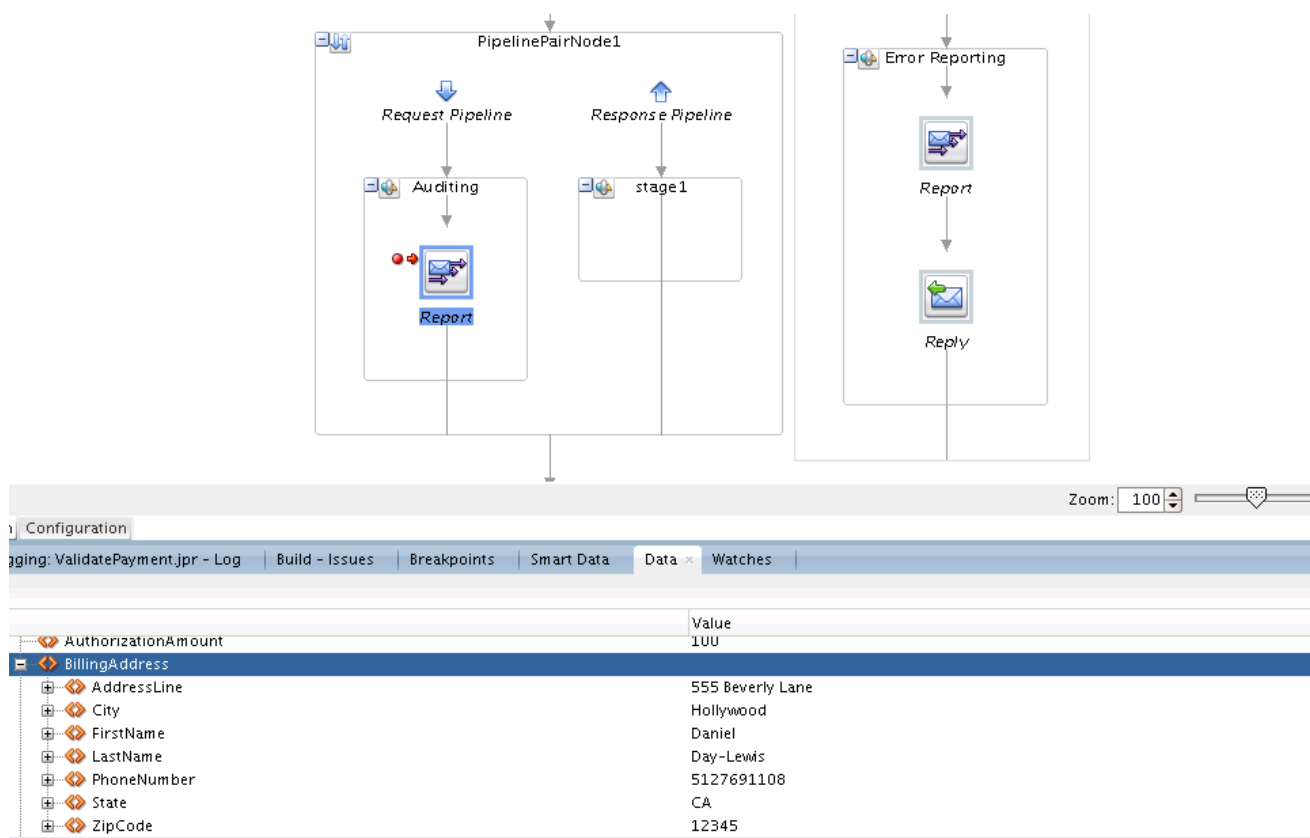 PipelinePairNode1
Error Reporting
Request Pipeline
Response Pipeline
Report
Auditing
stage1
Report
Reply
Zoom: 100
Configuration
gging: ValidatePayment.jpr - Log Build - Issues Breakpoints Smart Data Data × Watches
Value
AuthorizationAmount 100
BillingAddress
AddressLine 555 Beverly Lane
City Hollywood
FirstName Daniel
LastName Day-Lewis
PhoneNumber 5127691108
State CA
ZipCode 12345